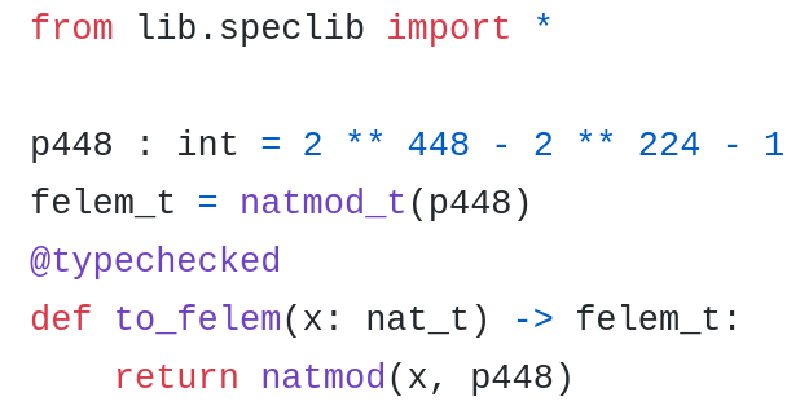 from lib.speclib import *
p448 : int = 2 ** 448 - 2 ** 224 - 1
felem_t = natmod_t(p448)
@typechecked
def to_felem(x: nat_t) -> felem_t:
    return natmod(x, p448)